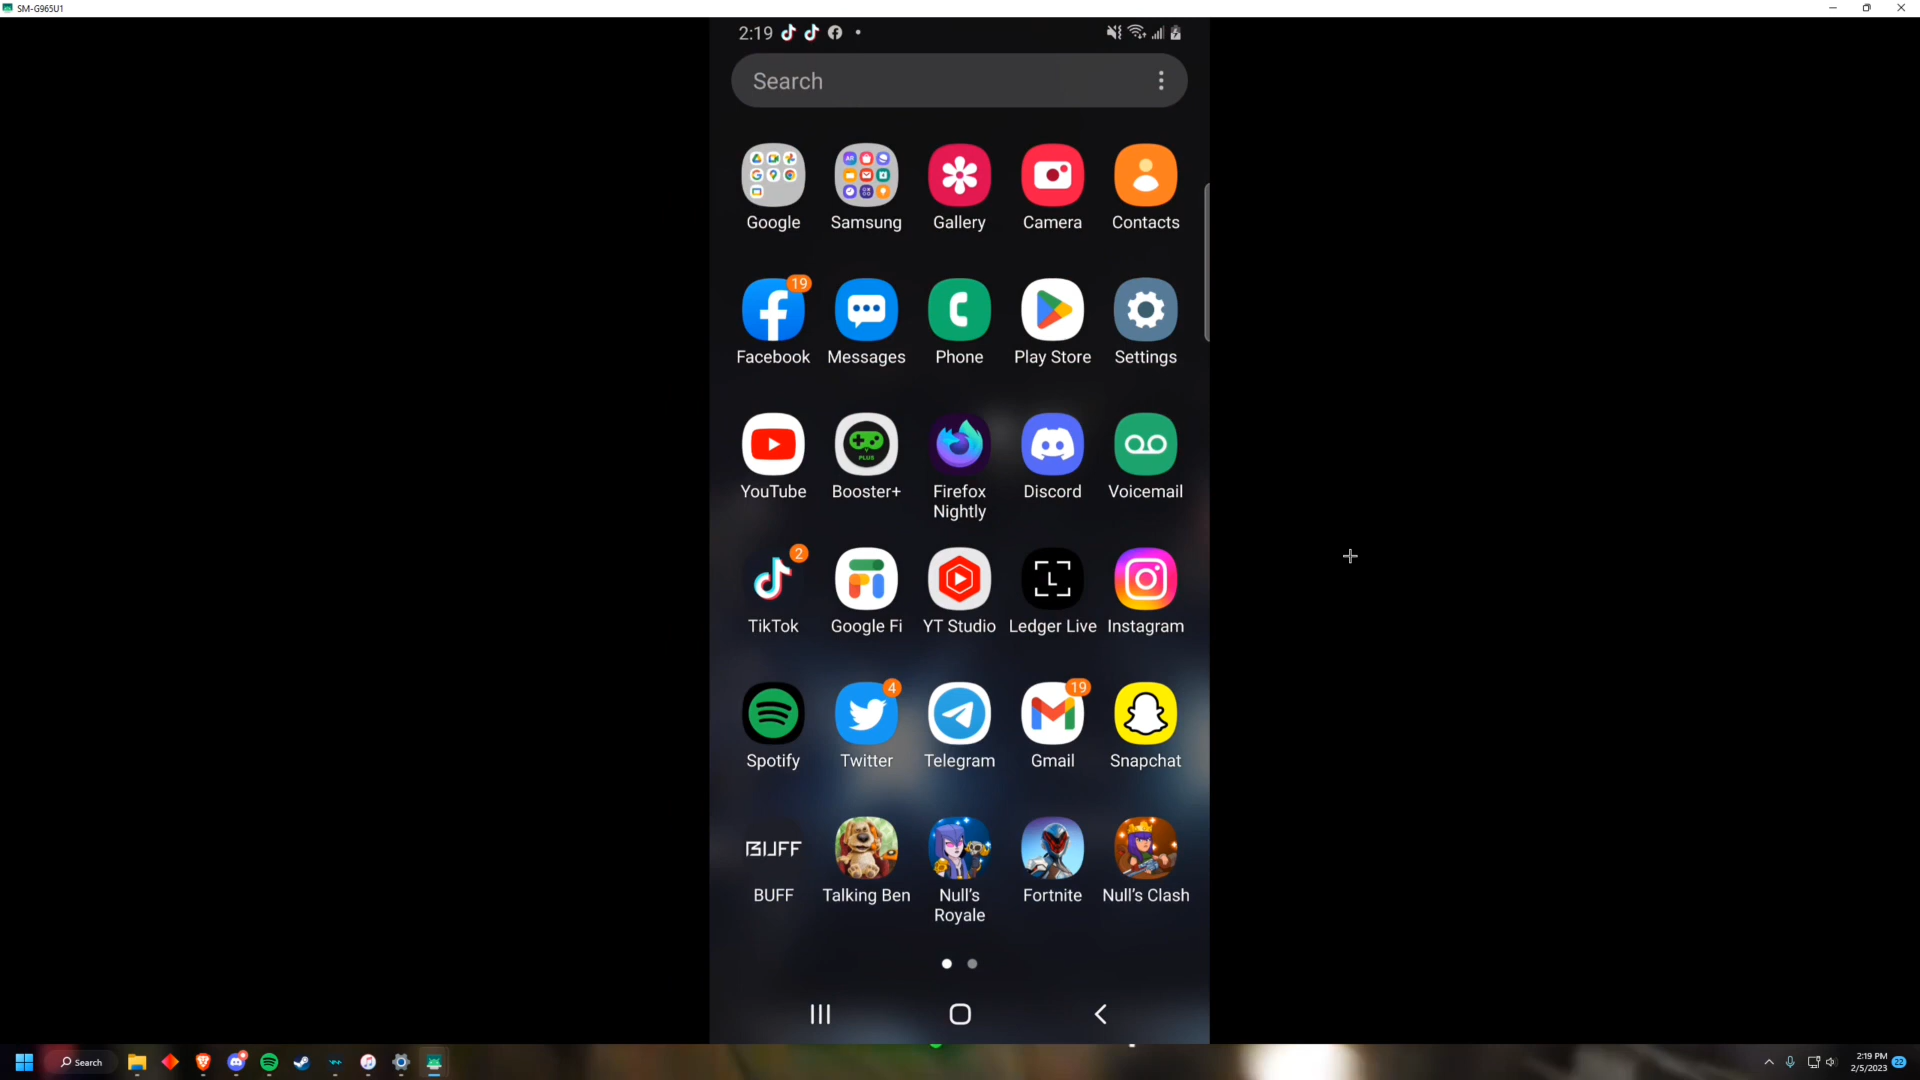 SM-G965U1
2:19
Search
Google Samsung Gallery Camera Contacts
19
Facebook Messages Phone Play Store Settings
PLUS
YouTube Booster+ Firefox Nightly Discord Voicemail
2
L
TikTok Google Fi YT Studio Ledger Live Instagram
4 19
Spotify Twitter Telegram Gmail Snapchat
BUFF
BUFF Talking Ben Null's Royale Fortnite Null's Clash
Search
2:19 PM
2/5/2023
22